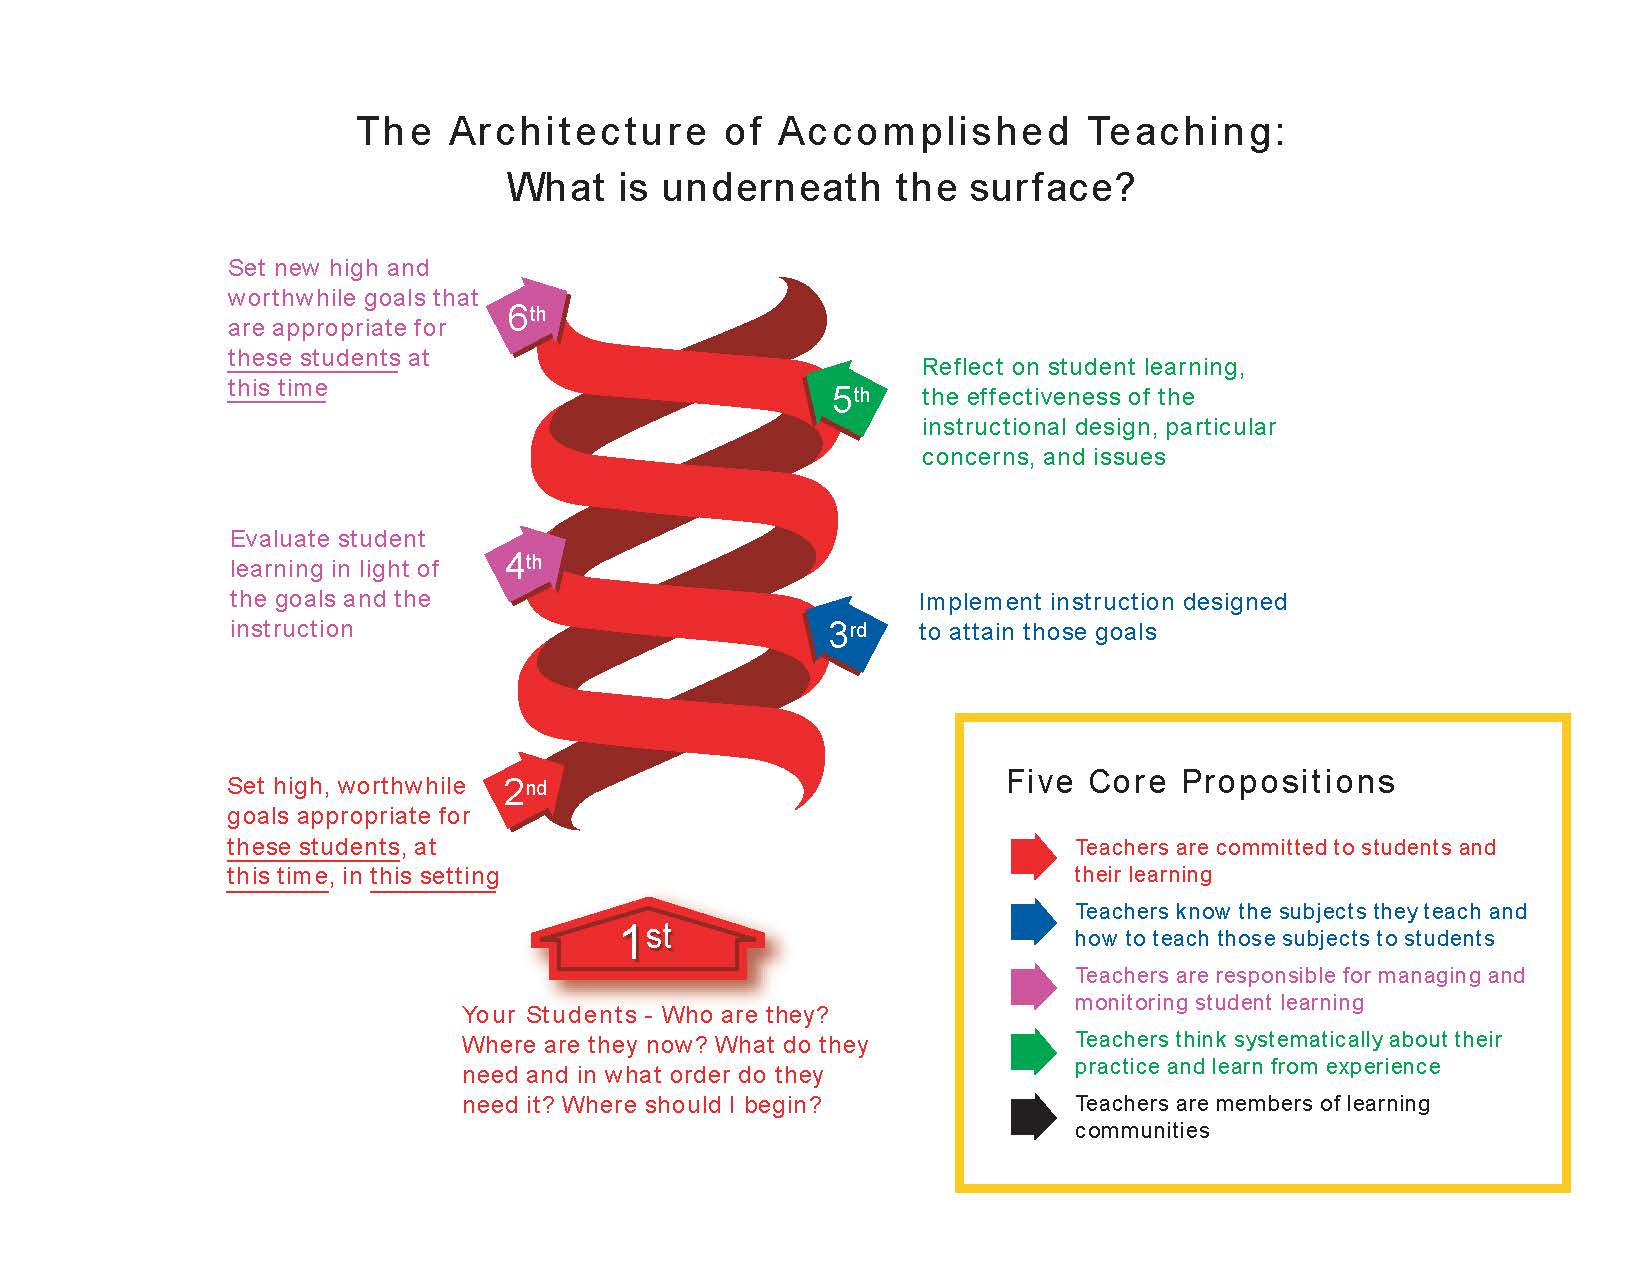 The Architecture of Accomplished Teaching:
What is underneath the surface?
Set new high and
worthwhile goals that
are appropriate for
these students at
this time
6th
5th
Reflect on student learning,
the effectiveness of the
instructional design, particular
concerns, and issues
Evaluate student
learning in light of
the goals and the
instruction
4th
3rd
Implement instruction designed
to attain those goals
Set high, worthwhile
goals appropriate for
these students, at
this time, in this setting
2nd
1st
Your Students - Who are they?
Where are they now? What do they
need and in what order do they
need it? Where should I begin?
Five Core Propositions
Teachers are committed to students and
their learning
Teachers know the subjects they teach and
how to teach those subjects to students
Teachers are responsible for managing and
monitoring student learning
Teachers think systematically about their
practice and learn from experience
Teachers are members of learning
communities